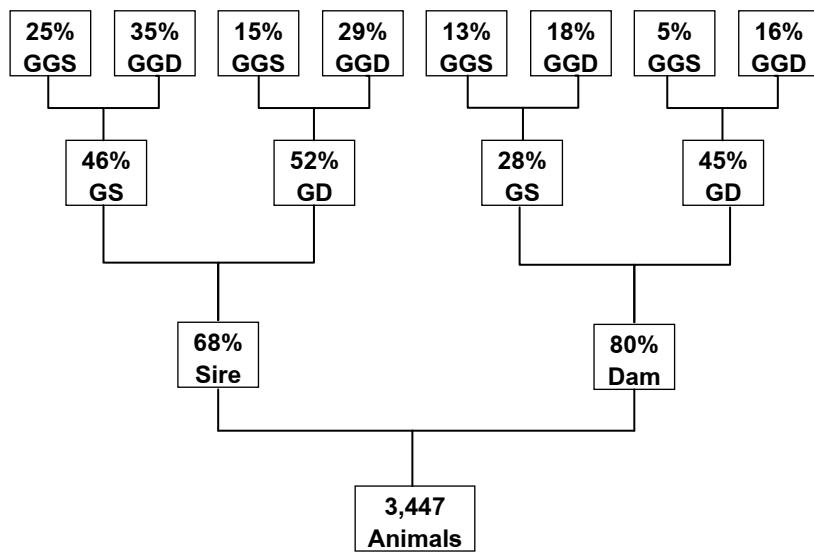 25%
GGS
35%
GGD
15%
GGS
29%
GGD
13%
GGS
18%
GGD
5%
GGS
16%
GGD
46%
GS
52%
GD
28%
GS
45%
GD
68%
Sire
80%
Dam
3,447
Animals